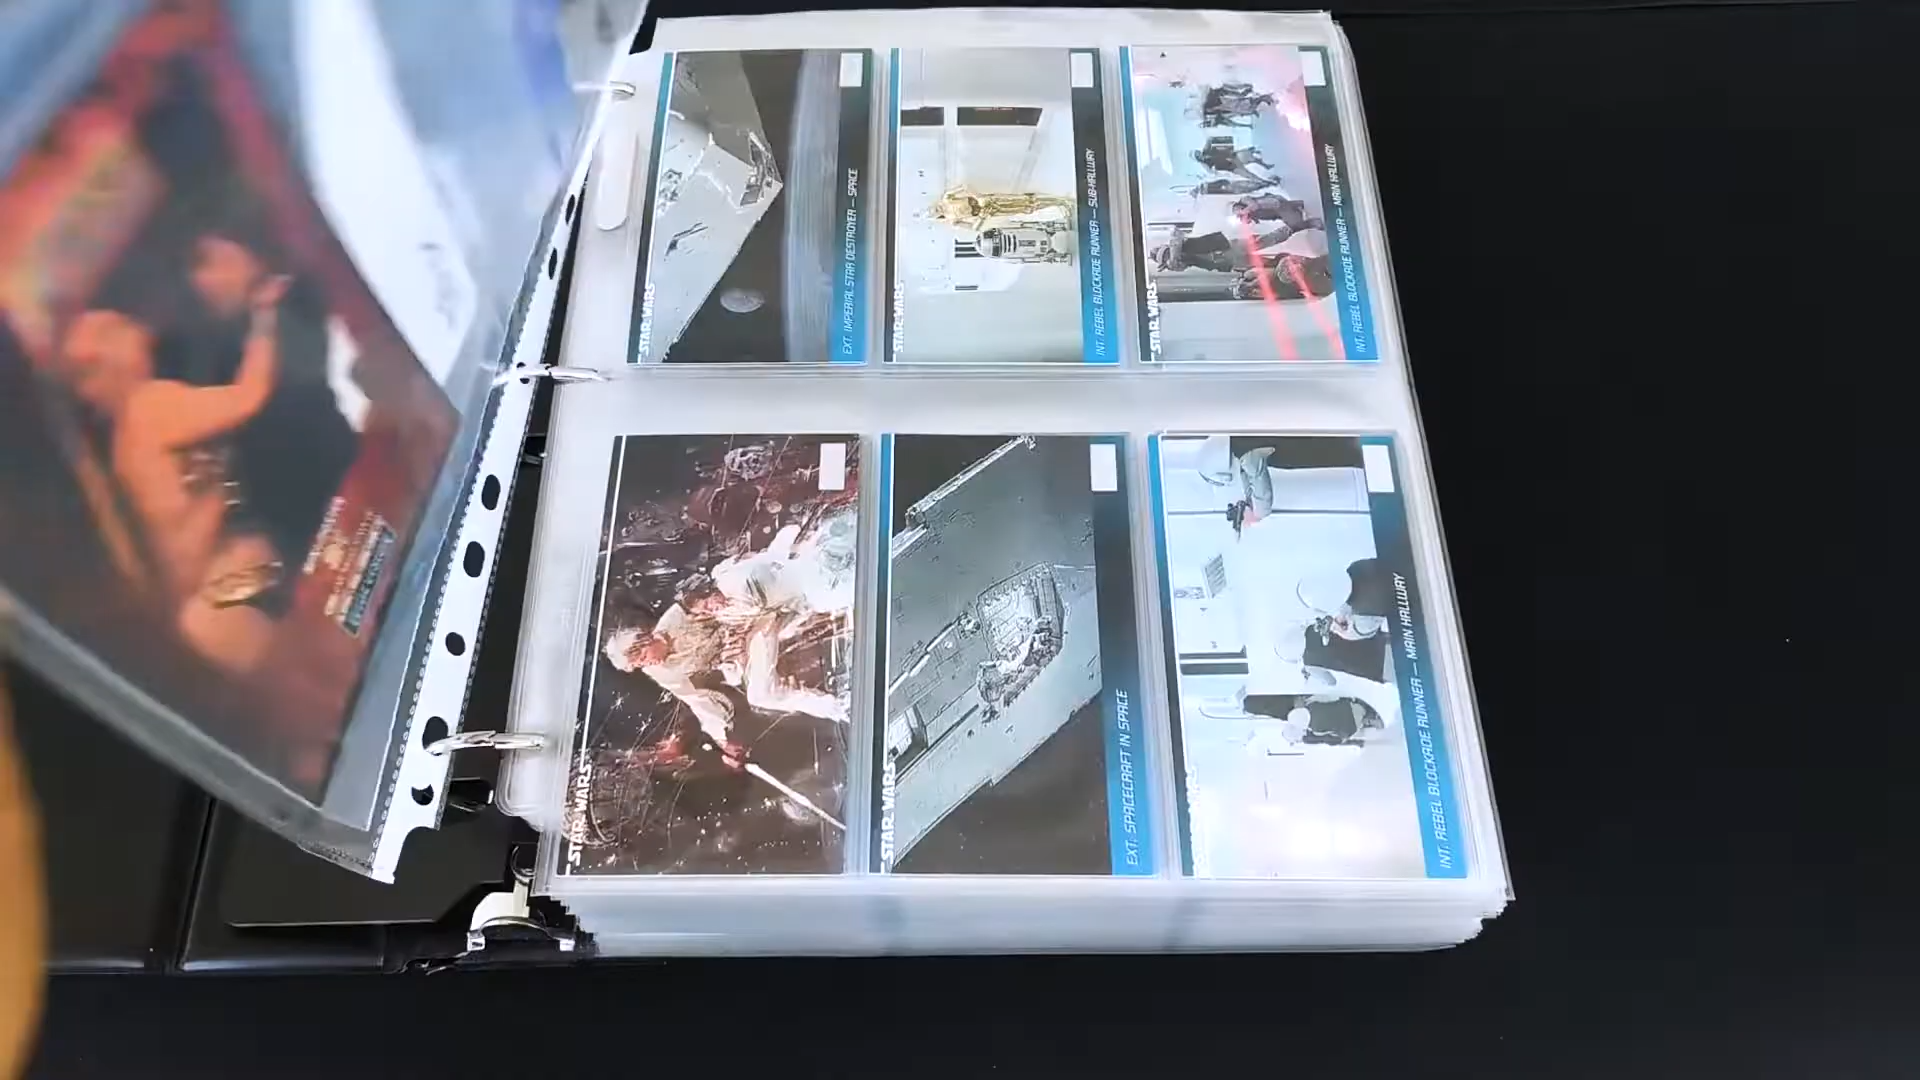 STAR WARS
EXT. IMPERIAL STAR DESTROYER — SPACE
STAR WARS
INT. REBEL BLOCKADE RUNNER — SUB-HALLWAY
STAR WARS
INT. REBEL BLOCKADE RUNNER — MAIN HALLWAY
STAR WARS
STAR WARS
EXT. SPACECRAFT IN SPACE
INT. REBEL BLOCKADE RUNNER — MAIN HALLWAY